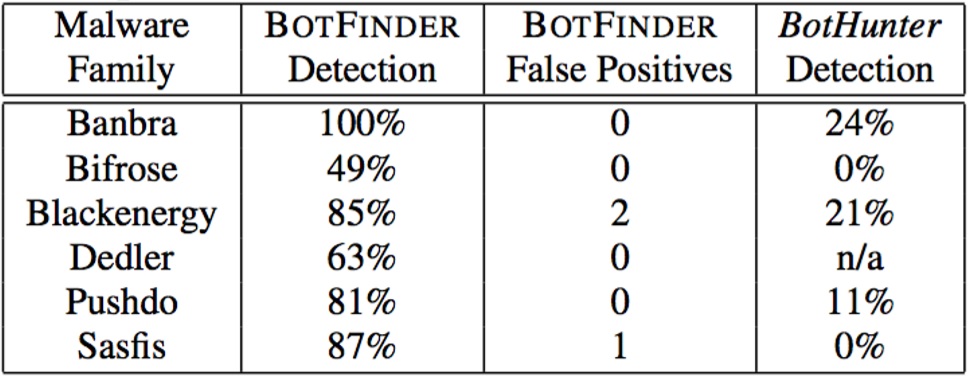 Malware Family BOTFINDER Detection BOTFINDER False Positives BotHunter Detection
Banbra 100% 0 24%
Bifrose 49% 0 0%
Blackenergy 85% 2 21%
Dedler 63% 0 n/a
Pushdo 81% 0 11%
Sasfis 87% 1 0%